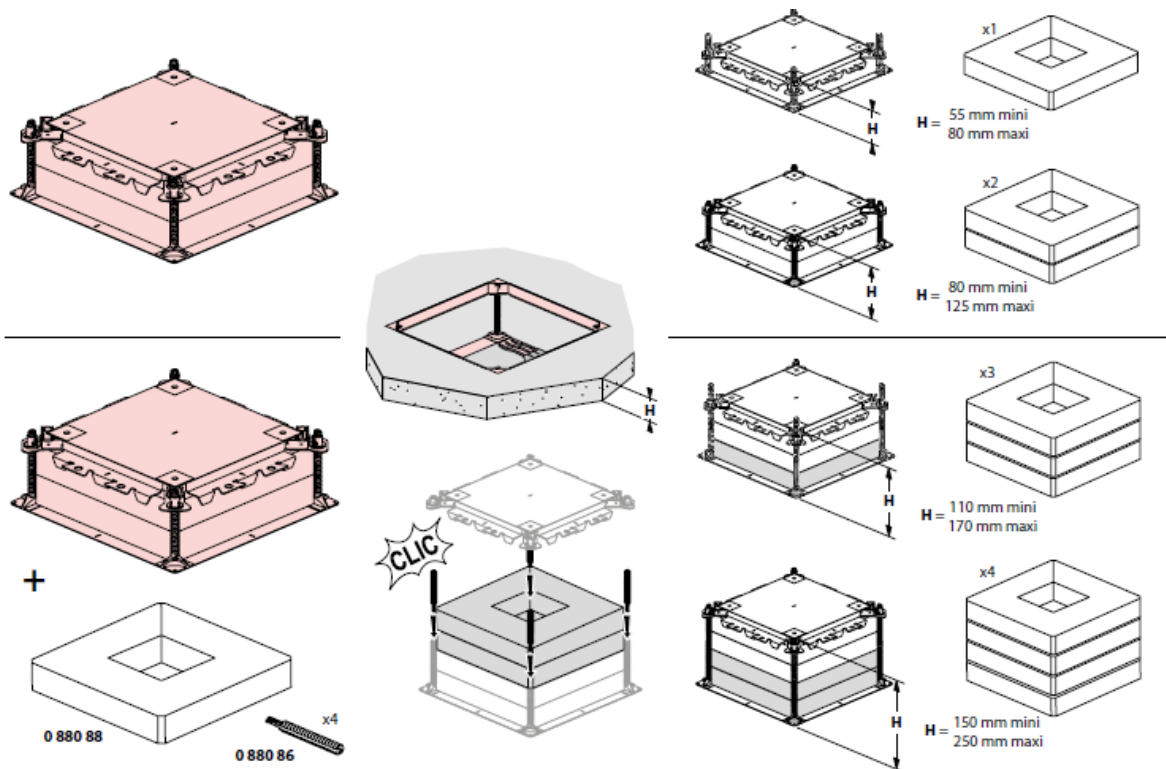 x1
H
H = 55 mm mini
80 mm maxi
x2
H
H = 80 mm mini
125 mm maxi
H
x3
H
H = 110 mm mini
170 mm maxi
CLIC
+
x4
0 880 88
0 880 86
x4
H
H = 150 mm mini
250 mm maxi